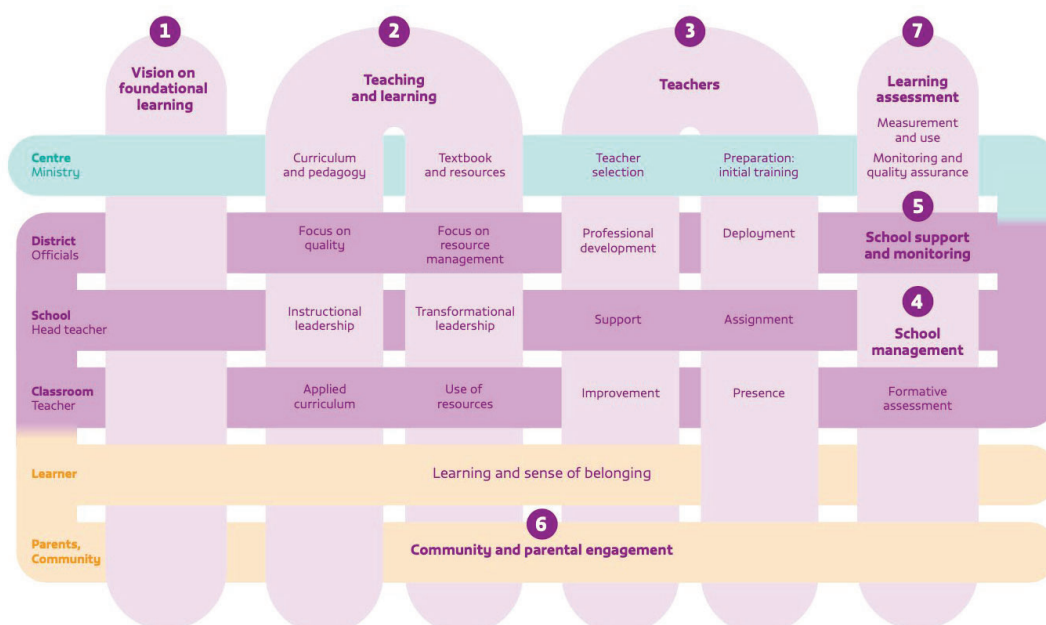 1
2
3
7
Vision on
foundational
learning
Teaching
and learning
Teachers
Learning
assessment
Measurement
and use
Centre
Ministry
Curriculum
and pedagogy
Textbook
and resources
Teacher
selection
Preparation:
initial training
Monitoring and
quality assurance
5
District
Officials
Focus on
quality
Focus on
resource
management
Professional
development
Deployment
School support
and monitoring
4
School
Head teacher
Instructional
leadership
Transformational
leadership
Support
Assignment
School
management
Classroom
Teacher
Applied
curriculum
Use of
resources
Improvement
Presence
Formative
assessment
Learner
Learning and sense of belonging
6
Parents,
Community
Community and parental engagement